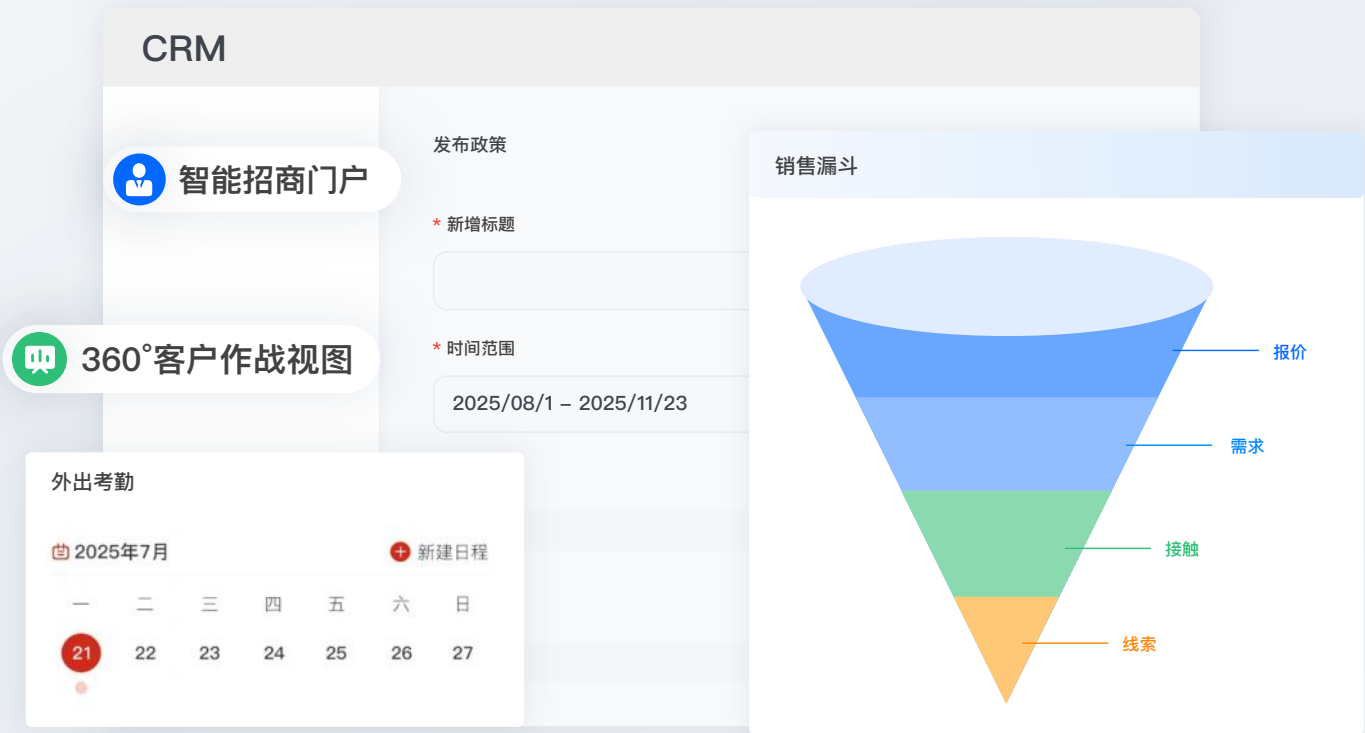 CRM
智能招商门户
360°客户作战视图
发布政策
* 新增标题
* 时间范围
2025/08/1 – 2025/11/23
销售漏斗
报价
需求
接触
线索
外出考勤
2025年7月 新建日程
一 二 三 四 五 六 日
21 22 23 24 25 26 27